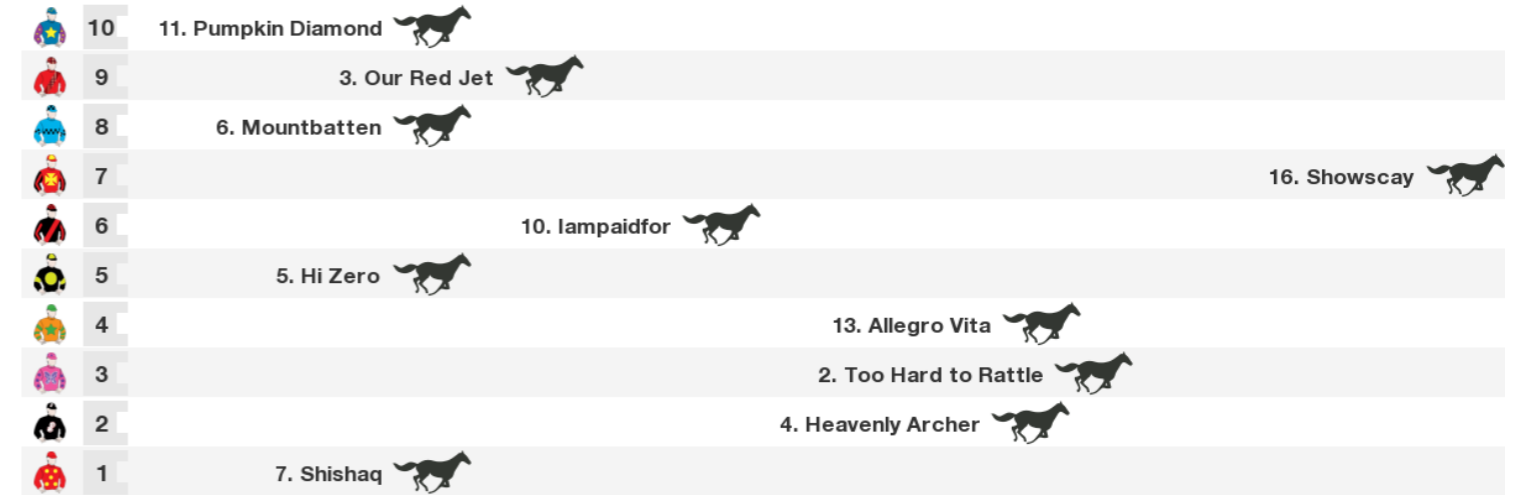 10 11. Pumpkin Diamond
9 3. Our Red Jet
8 6. Mountbatten
7 16. Showscay
6 10. Iampaidfor
5 5. Hi Zero
4 13. Allegro Vita
3 2. Too Hard to Rattle
2 4. Heavenly Archer
1 7. Shishaq